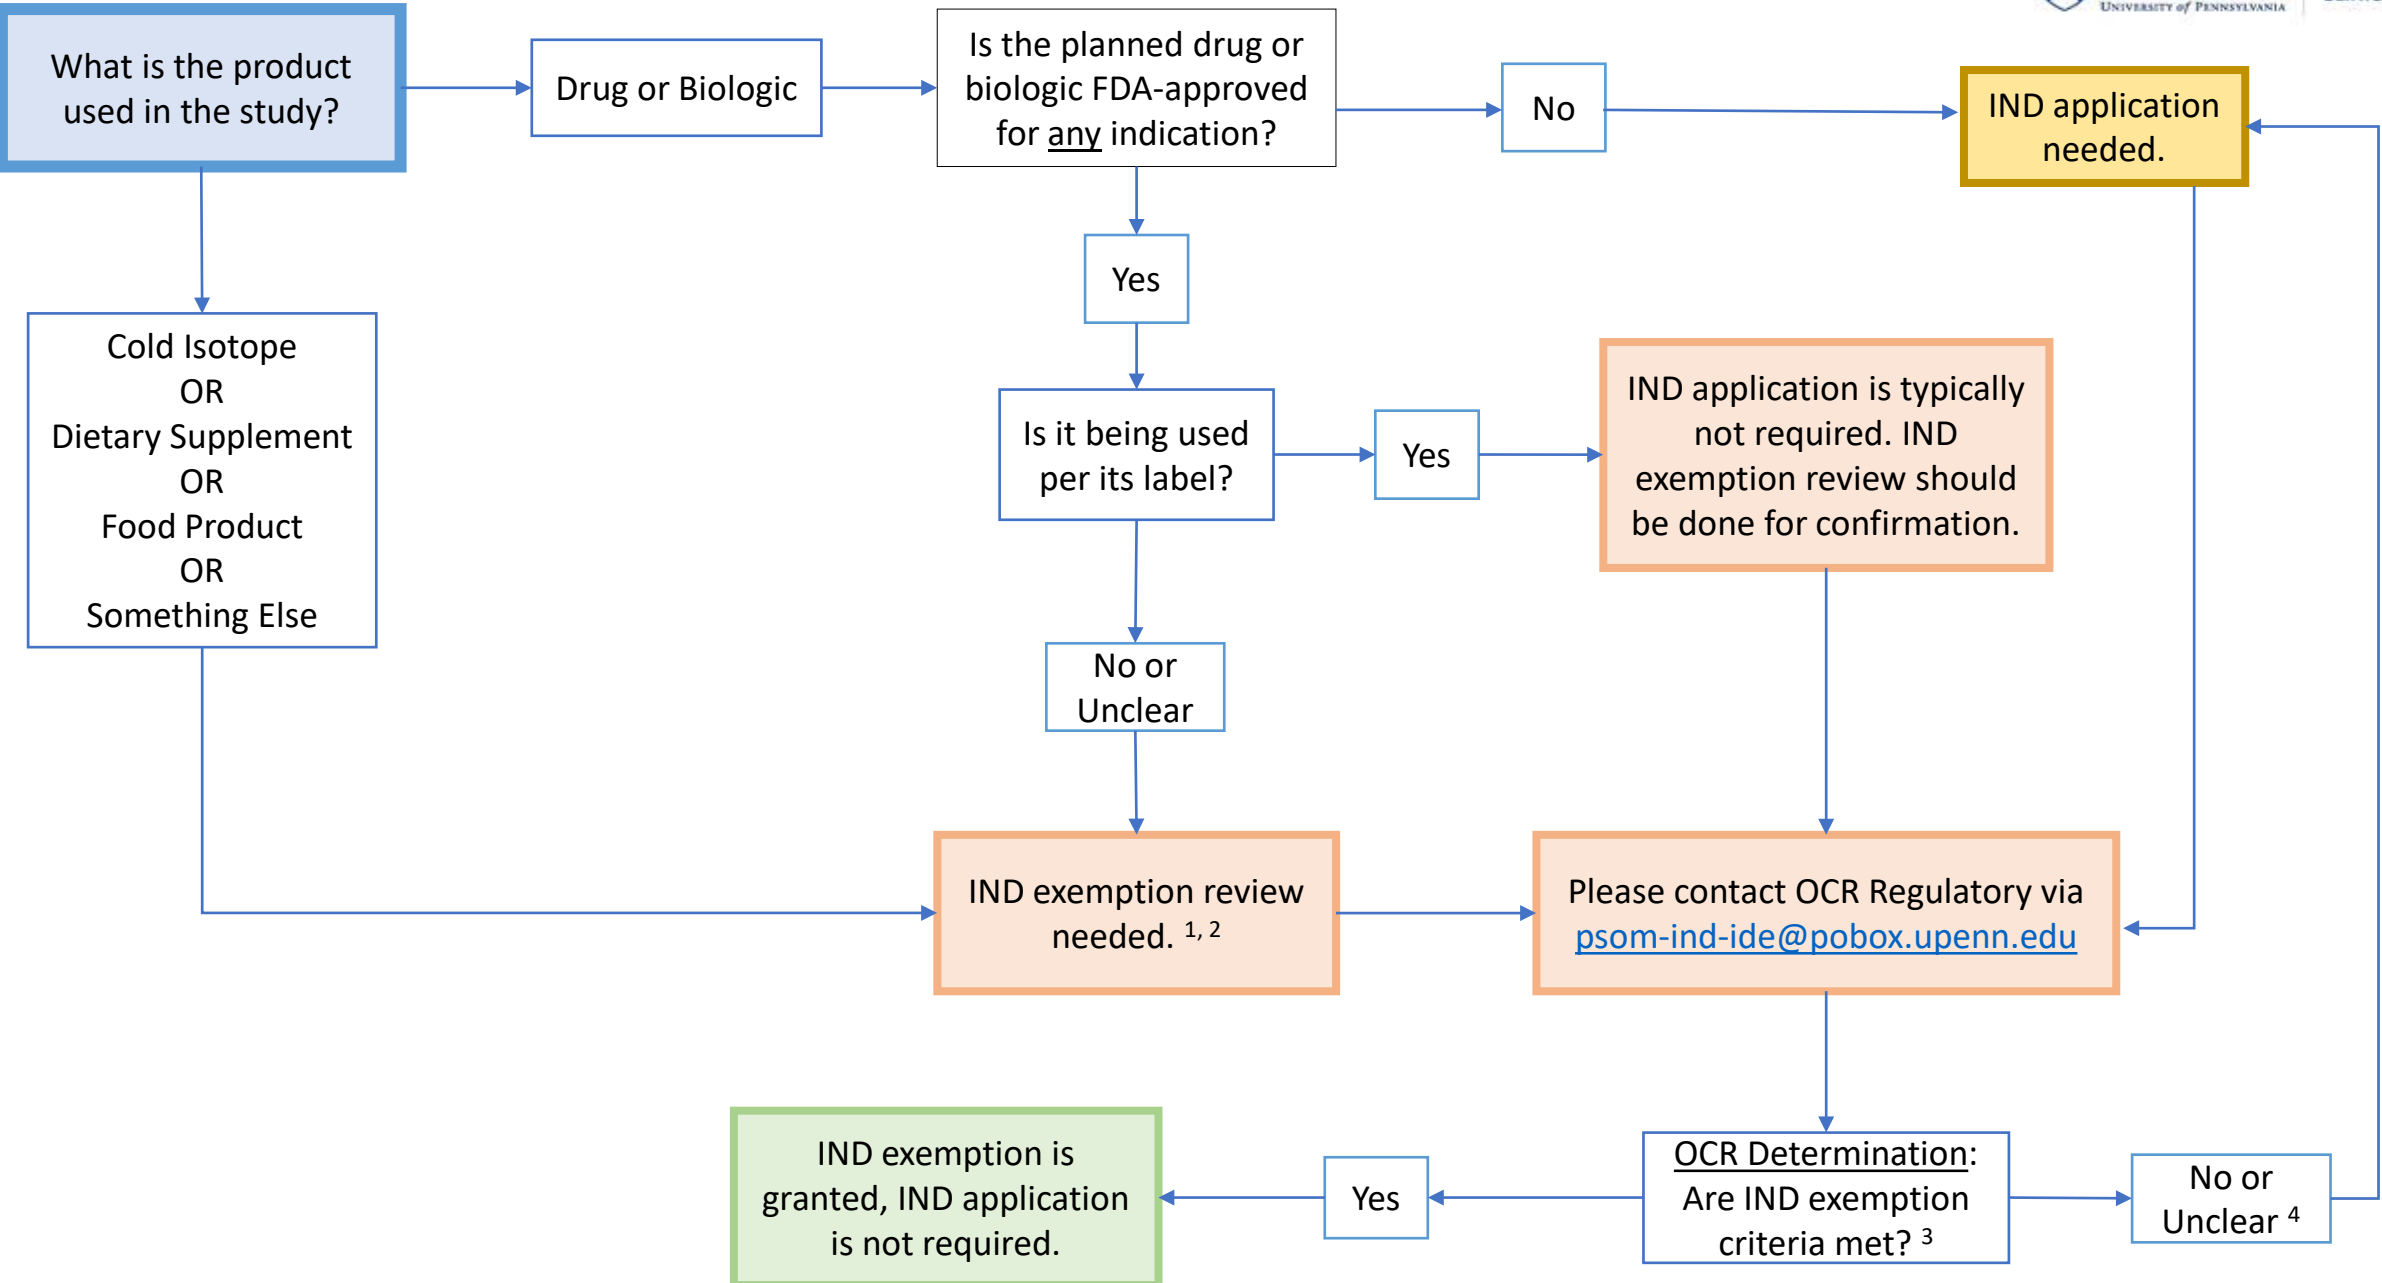 UNIVERSITY of PENNSYLVANIA
What is the product
used in the study?
Drug or Biologic
Is the planned drug or
biologic FDA-approved
for any indication?
No
IND application
needed.
Yes
Cold Isotope
OR
Dietary Supplement
OR
Food Product
OR
Something Else
Is it being used
per its label?
Yes
IND application is typically
not required. IND
exemption review should
be done for confirmation.
No or
Unclear
IND exemption review
needed. 1, 2
Please contact OCR Regulatory via
psom-ind-ide@pobox.upenn.edu
IND exemption is
granted, IND application
is not required.
Yes
OCR Determination:
Are IND exemption
criteria met? 3
No or
Unclear 4